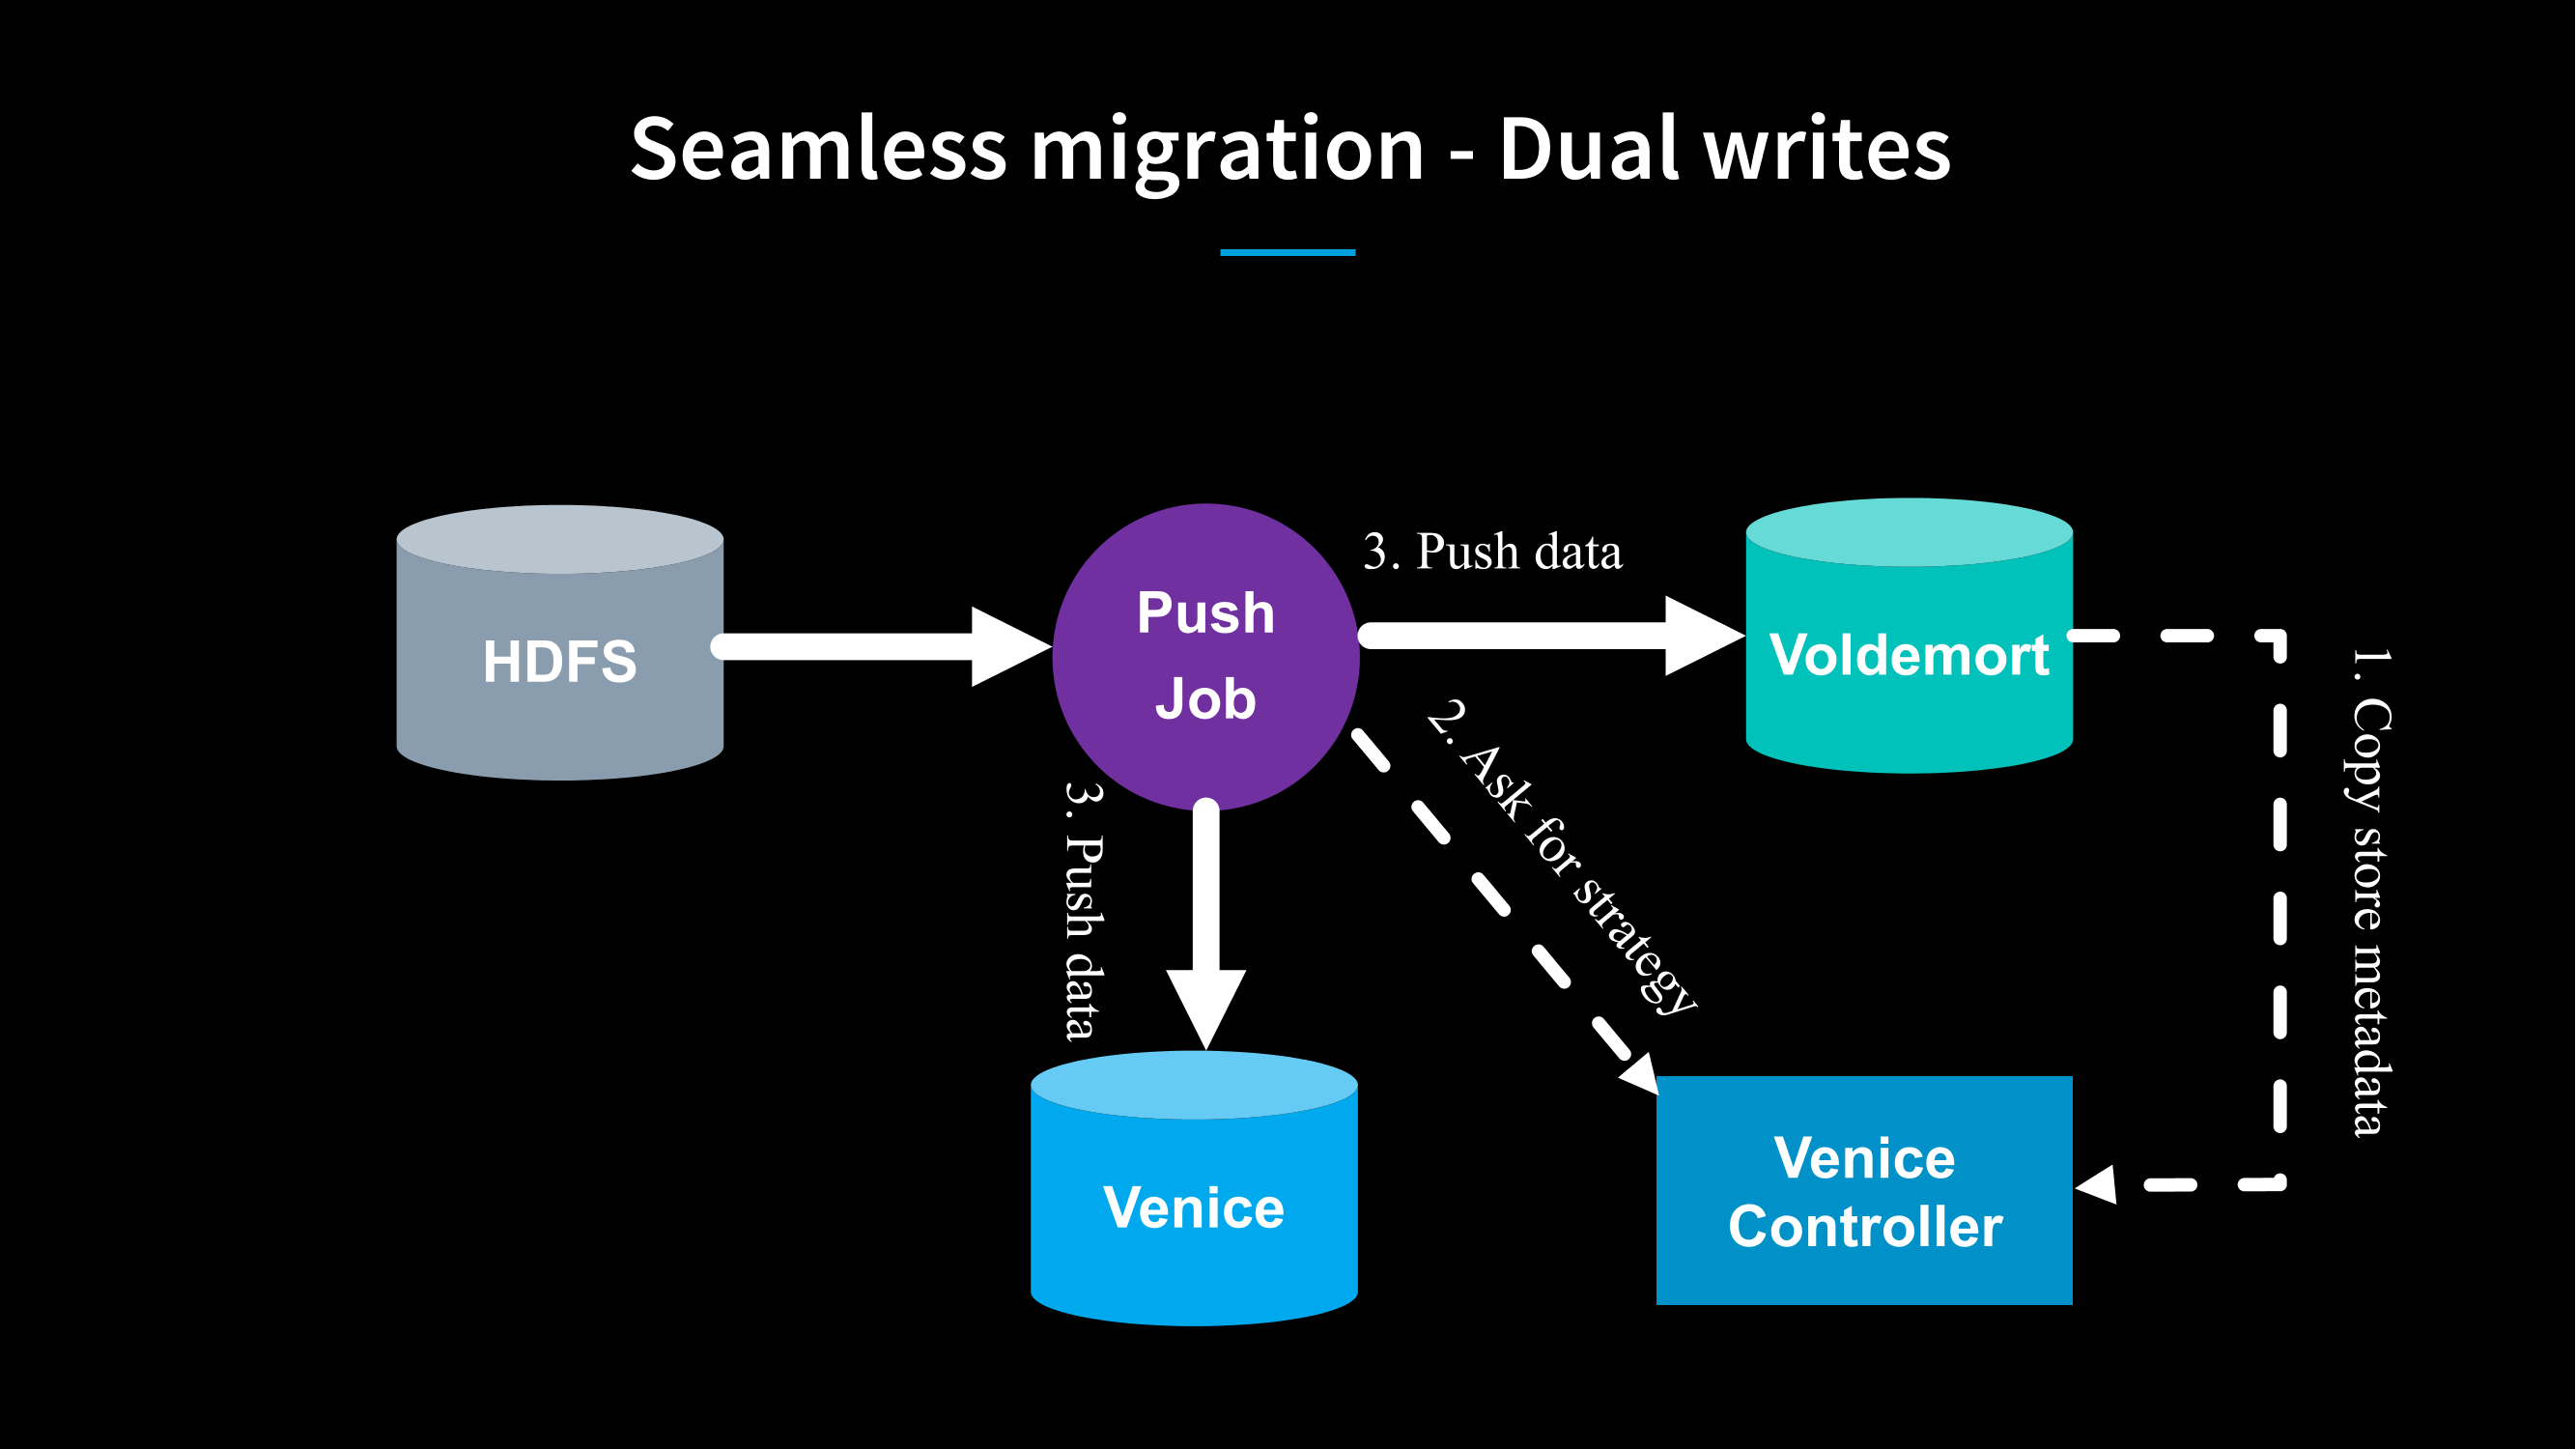 Seamless migration - Dual writes
HDFS
Push
Job
3. Push data
Voldemort
1. Copy store metadata
2. Ask for strategy
3. Push data
Venice
Venice
Controller